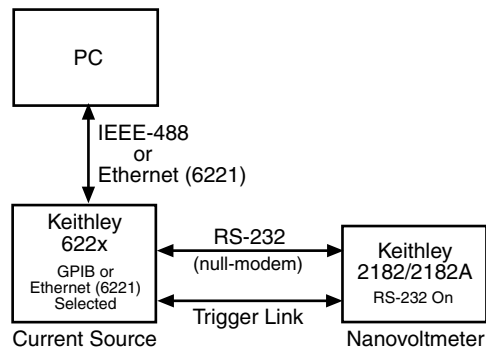 PC
IEEE-488
or
Ethernet (6221)
Keithley
622x
GPIB or
Ethernet (6221)
Selected
Current Source
RS-232
(null-modem)
Trigger Link
Keithley
2182/2182A
RS-232 On
Nanovoltmeter